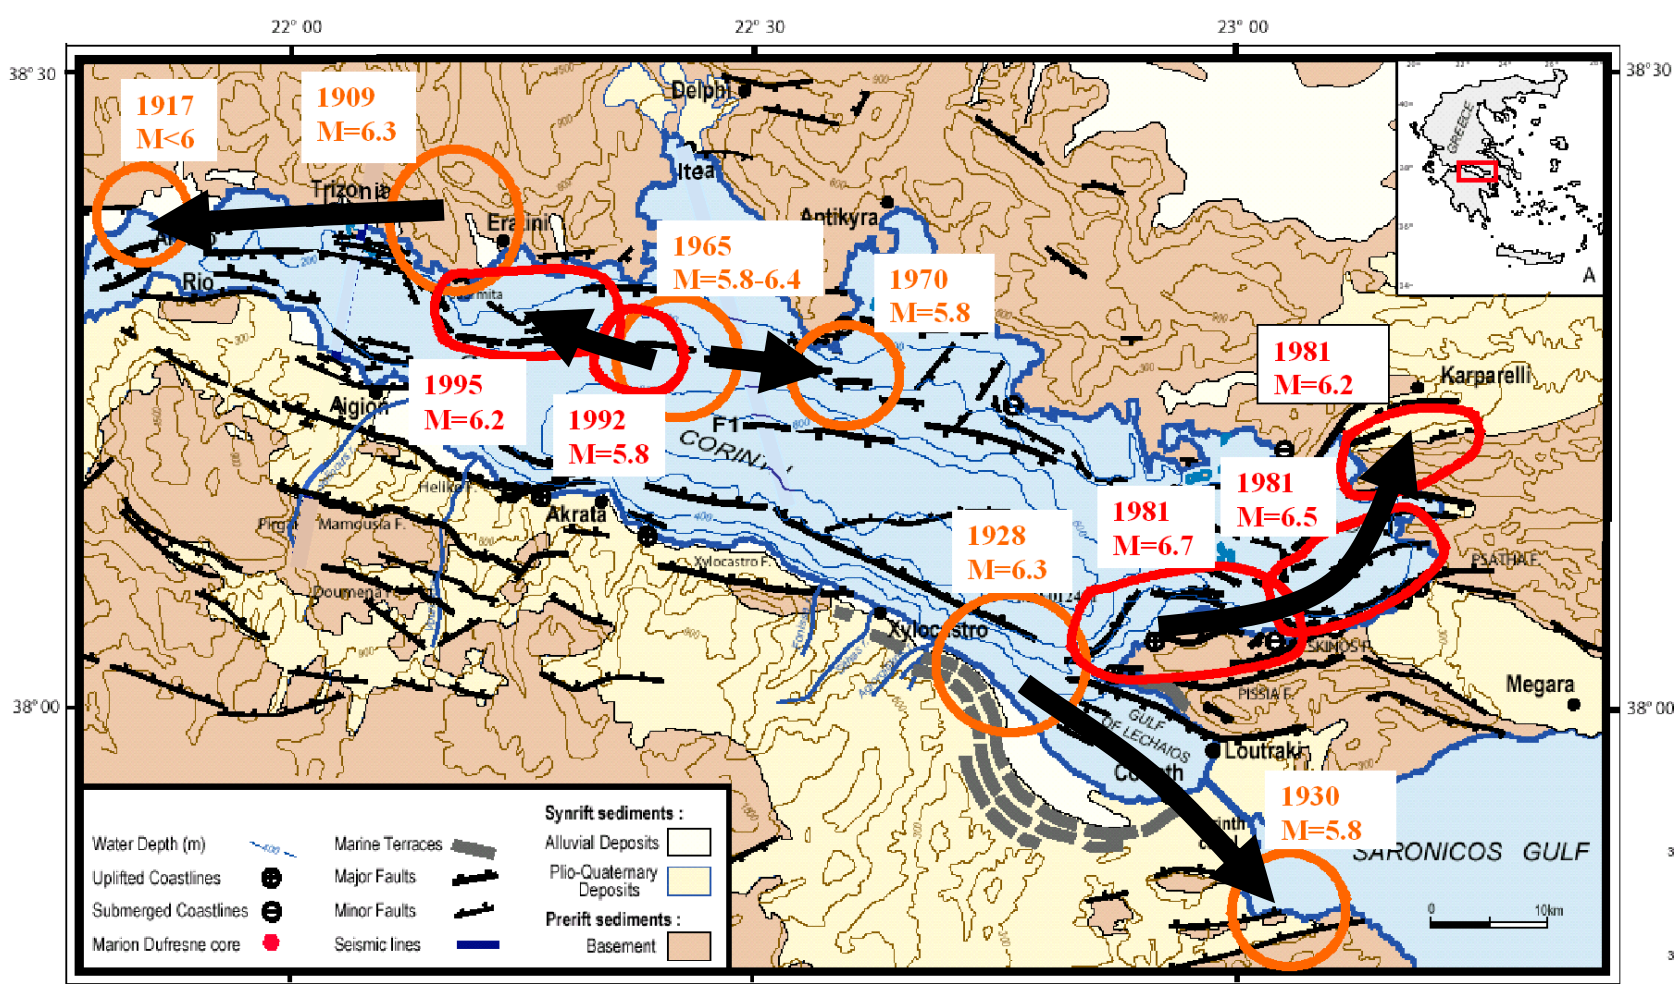 22° 00
22° 30
23° 00
38° 30
38° 30
1917
M<6
1909
M=6.3
Delphi
Trizonia
Itea
Eratini
Antikyra
GREECE
A
1965
M=5.8-6.4
1970
M=5.8
Rio
1995
M=6.2
1992
M=5.8
1981
M=6.2
Karparelli
Aigion
F1
Helike F.
Pirgaki
Mamousia F.
Akrata
Doumena F.
Xylocastro F.
Xylocastro
1928
M=6.3
1981
M=6.7
1981
M=6.5
PSATHA F.
SKINOS F.
PISSIA F.
Megara
38° 00
38° 00
GULF
OF LECHAIOS
Loutraki
1930
M=5.8
SARONICOS GULF
0
10km
Water Depth (m)
400
Uplifted Coastlines
Submerged Coastlines
Marion Dufresne core
Marine Terraces
Major Faults
Minor Faults
Seismic lines
Synrift sediments :
Alluvial Deposits
Plio-Quaternary
Deposits
Prerift sediments :
Basement